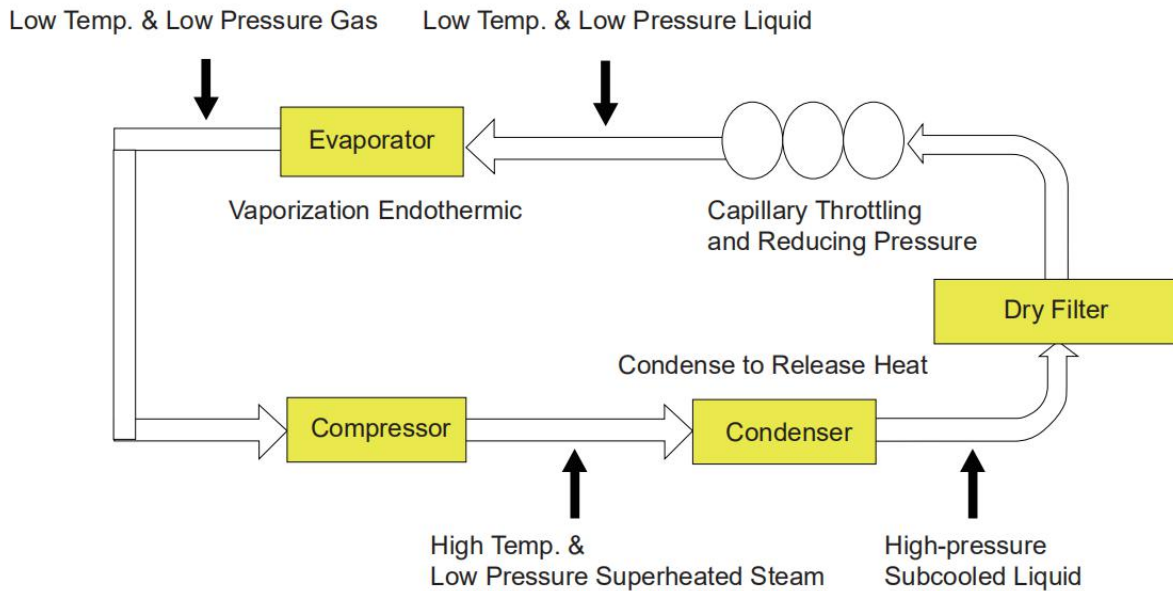 Low Temp. & Low Pressure Gas
Low Temp. & Low Pressure Liquid
Evaporator
Vaporization Endothermic
Capillary Throttling
and Reducing Pressure
Dry Filter
Condense to Release Heat
Compressor
Condenser
High Temp. &
Low Pressure Superheated Steam
High-pressure
Subcooled Liquid